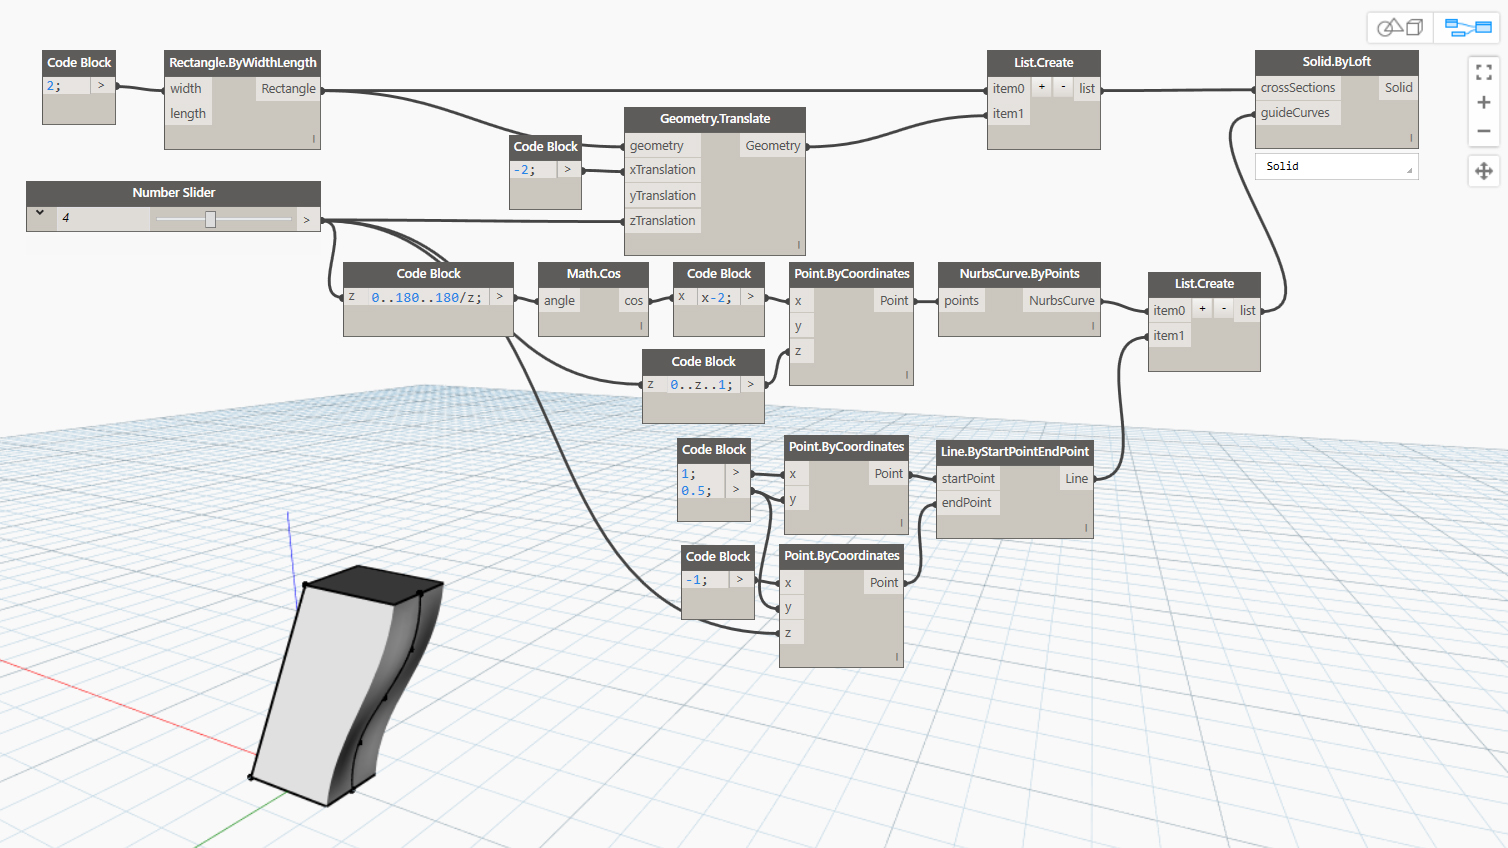 Code Block
2;
>
Rectangle.ByWidthLength
width
Rectangle
length
l
Number Slider
4
>
Code Block
-2;
>
Geometry.Translate
geometry
Geometry
xTranslation
yTranslation
zTranslation
l
List.Create
item0
+
-
list
item1
Solid.ByLoft
crossSections
Solid
guideCurves
l
Solid
Code Block
z
0..180..180/z;
>
Math.Cos
angle
cos
l
Code Block
x
x-2;
>
Point.ByCoordinates
x
Point
y
z
l
NurbsCurve.ByPoints
points
NurbsCurve
l
List.Create
item0
+
-
list
item1
Code Block
z
0..z..1;
>
Code Block
1;
>
0.5;
>
Point.ByCoordinates
x
Point
y
l
Line.ByStartPointEndPoint
startPoint
Line
endPoint
l
Code Block
-1;
>
Point.ByCoordinates
x
Point
y
z
l